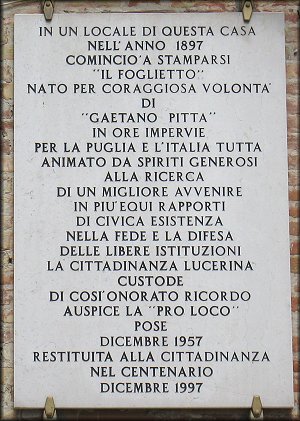 IN UN LOCALE DI QUESTA CASA
NELL'ANNO 1897
COMINCIO'A STAMPARSI
"IL FOGLIETTO"
NATO PER CORAGGIOSA VOLONTA'
DI
"GAETANO PITTA"
IN ORE IMPERVIE
PER LA PUGLIA E L'ITALIA TUTTA
ANIMATO DA SPIRITI GENEROSI
ALLA RICERCA
DI UN MIGLIORE AVVENIRE
IN PIU'EQUI RAPPORTI
DI CIVICA ESISTENZA
NELLA FEDE E LA DIFESA
DELLE LIBERE ISTITUZIONI
LA CITTADINANZA LUCERINA
CUSTODE
DI COSI'ONORATO RICORDO
AUSPICE LA "PRO LOCO"
POSE
DICEMBRE 1957
RESTITUITA ALLA CITTADINANZA
NEL CENTENARIO
DICEMBRE 1997